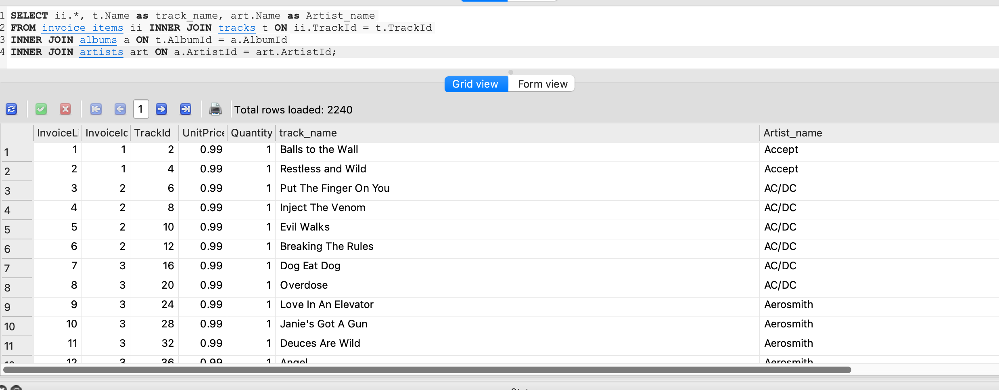 1 SELECT ii.*, t.Name as track_name, art.Name as Artist_name
2 FROM invoice_items ii INNER JOIN tracks t ON ii.TrackId = t.TrackId
3 INNER JOIN albums a ON t.AlbumId = a.AlbumId
4 INNER JOIN artists art ON a.ArtistId = art.ArtistId;
Grid view Form view
1 Total rows loaded: 2240
InvoiceLi InvoiceId TrackId UnitPrice Quantity track_name Artist_name
1 1 1 2 0.99 1 Balls to the Wall Accept
2 2 1 4 0.99 1 Restless and Wild Accept
3 3 2 6 0.99 1 Put The Finger On You AC/DC
4 4 2 8 0.99 1 Inject The Venom AC/DC
5 5 2 10 0.99 1 Evil Walks AC/DC
6 6 2 12 0.99 1 Breaking The Rules AC/DC
7 7 3 16 0.99 1 Dog Eat Dog AC/DC
8 8 3 20 0.99 1 Overdose AC/DC
9 9 3 24 0.99 1 Love In An Elevator Aerosmith
10 10 3 28 0.99 1 Janie's Got A Gun Aerosmith
11 11 3 32 0.99 1 Deuces Are Wild Aerosmith
12 12 3 36 0.99 1 Angel Aerosmith